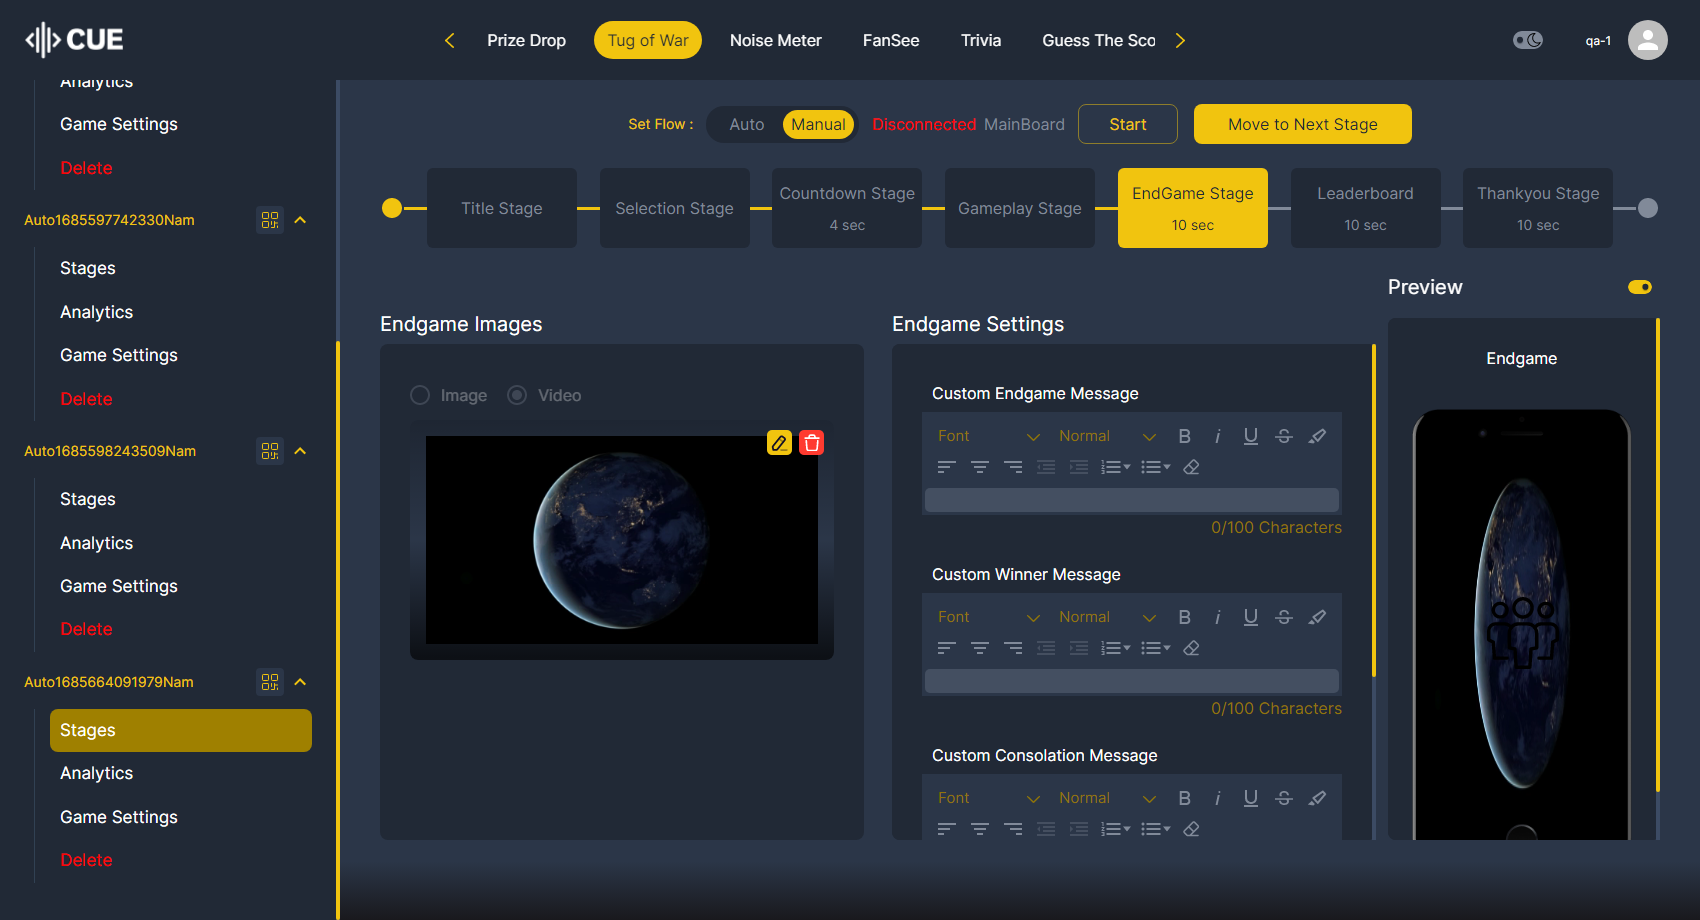 CUE
Prize Drop
Tug of War
Noise Meter
FanSee
Trivia
Guess The Sco
qa-1
Analytics
Game Settings
Delete
Auto1685597742330Nam
Stages
Analytics
Game Settings
Delete
Auto1685598243509Nam
Stages
Analytics
Game Settings
Delete
Auto1685664091979Nam
Stages
Analytics
Game Settings
Delete
Set Flow :
Auto
Manual
Disconnected MainBoard
Start
Move to Next Stage
Title Stage
Selection Stage
Countdown Stage
4 sec
Gameplay Stage
EndGame Stage
10 sec
Leaderboard
10 sec
Thankyou Stage
10 sec
Endgame Images
Image
Video
Endgame Settings
Custom Endgame Message
Font
Normal
B
i
U
S
0/100 Characters
Custom Winner Message
Font
Normal
B
i
U
S
0/100 Characters
Custom Consolation Message
Font
Normal
B
i
U
S
Preview
Endgame